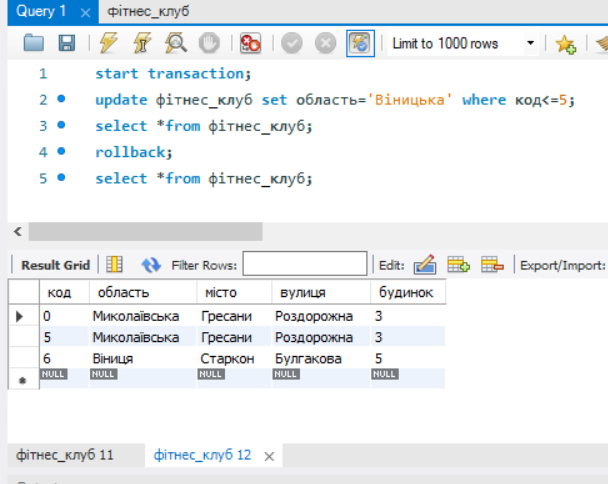 Query 1 фітнес_клуб
Limit to 1000 rows
1 start transaction;
2 update фітнес_клуб set область='Віницька' where код<=5;
3 select *from фітнес_клуб;
4 rollback;
5 select *from фітнес_клуб;
Result Grid Filter Rows: Edit: Export/Import:
код область місто вулиця будинок
0 Миколаївська Гресани Роздорожна 3
5 Миколаївська Гресани Роздорожна 3
6 Віниця Старкон Булгакова 5
NULL NULL NULL NULL NULL
фітнес_клуб 11 фітнес_клуб 12